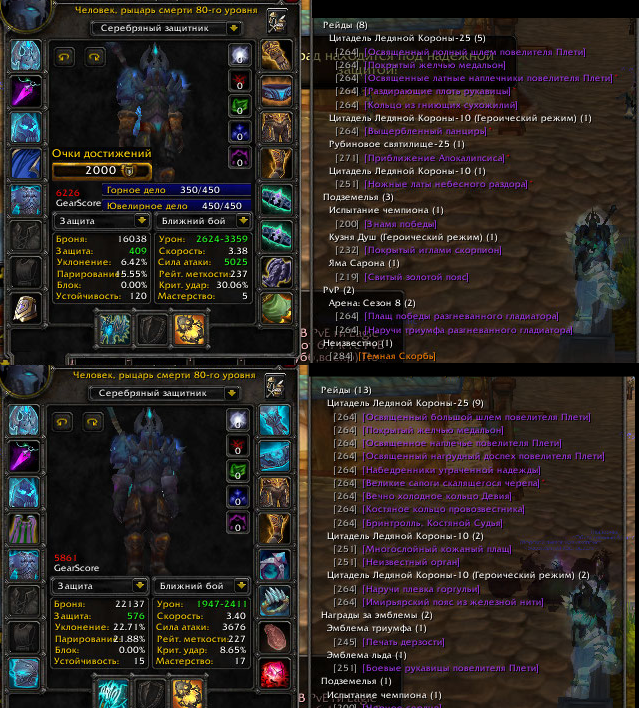 Человек, рыцарь смерти 80-го уровня
Серебряный защитник
0
0
0
0
0
Очки достижений
2000
6226
GearScore
Горное дело 350/450
Ювелирное дело 450/450
Защита
Ближний бой
Броня: 16038
Защита: 409
Уклонение: 6.42%
Парирование 15.55%
Блок: 0.00%
Устойчивость: 120
Урон: 2624-3359
Скорость: 3.38
Сила атаки: 5025
Рейт. меткости: 237
Крит. удар: 30.06%
Мастерство: 5
находится под надежной
защитой!
Рейды (8)
Цитадель Ледяной Короны-25 (5)
[264] [Освященный полный шлем повелителя Плети]
[264] [Покрытый желчью медальон]
[264] [Освященные латные наплечники повелителя Плети]
[264] [Раздирающие плоть рукавицы]
[264] [Кольцо из гниющих сухожилий]
Цитадель Ледяной Короны-10 (Героический режим) (1)
[264] [Выщербленный панцирь]
Рубиновое святилище-25 (1)
[271] [Приближение Апокалипсиса]
Цитадель Ледяной Короны-10 (1)
[251] [Ножные латы небесного раздора]
Подземелья (3)
Испытание чемпиона (1)
[200] [Знамя победы]
Кузня Душ (Героический режим) (1)
[232] [Покрытый иглами скорпион]
Яма Сарона (1)
[219] [Свитый золотой пояс]
PvP (2)
Арена: Сезон 8 (2)
[264] [Плащ победы разгневанного гладиатора]
[264] [Наручи триумфа разгневанного гладиатора]
Неизвестно (1)
[284] [Темная Скорбь]
Человек, рыцарь смерти 80-го уровня
Серебряный защитник
0
0
0
0
0
5861
GearScore
Защита
Ближний бой
Броня: 22137
Защита: 576
Уклонение: 22.71%
Парирование 21.88%
Блок: 0.00%
Устойчивость: 15
Урон: 1947-2411
Скорость: 3.40
Сила атаки: 3676
Рейт. меткости: 227
Крит. удар: 8.65%
Мастерство: 17
Рейды (13)
Цитадель Ледяной Короны-25 (9)
[264] [Освященный большой шлем повелителя Плети]
[264] [Покрытый желчью медальон]
[264] [Освященное наплечье повелителя Плети]
[264] [Освященный нагрудный доспех повелителя Плети]
[264] [Набедренники утраченной надежды]
[264] [Великие сапоги скалящегося черепа]
[264] [Вечно холодное кольцо Девия]
[264] [Костяное кольцо провозвестника]
[264] [Бринтролль, Костяной Судья]
Цитадель Ледяной Короны-10 (2)
[251] [Многослойный кожаный плащ]
[251] [Неизвестный орган]
Цитадель Ледяной Короны-10 (Героический режим) (2)
[264] [Наручи плевка горгульи]
[264] [Имирьярский пояс из железной нити]
Награды за эмблемы (2)
Эмблема триумфа (1)
[245] [Печать дерзости]
Эмблема льда (1)
[251] [Боевые рукавицы повелителя Плети]
Подземелья (1)
Испытание чемпиона (1)